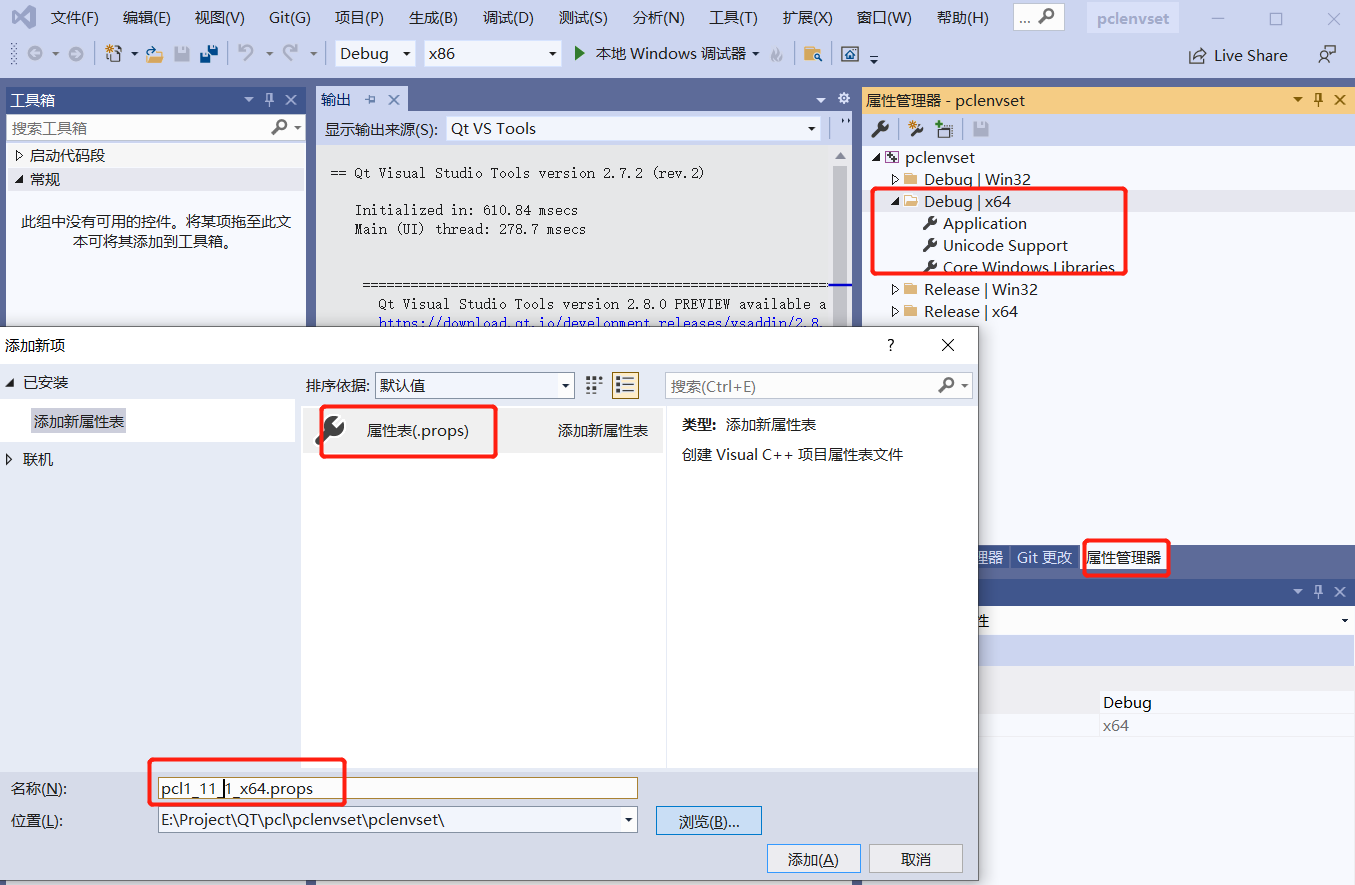 文件(F) 编辑(E) 视图(V) Git(G) 项目(P) 生成(B) 调试(D) 测试(S) 分析(N) 工具(T) 扩展(X) 窗口(W) 帮助(H) ... pclenvset
Debug x86 本地 Windows 调试器 Live Share
工具箱
搜索工具箱
启动代码段
常规
此组中没有可用的控件。将某项拖至此文
本可将其添加到工具箱。
输出
显示输出来源(S): Qt VS Tools
== Qt Visual Studio Tools version 2.7.2 (rev.2)
Initialized in: 610.84 msecs
Main (UI) thread: 278.7 msecs
================================================
Qt Visual Studio Tools version 2.8.0 PREVIEW available a
https://download.qt.io/development_releases/vsaddin/2.8.
属性管理器 - pclenvset
pclenvset
Debug | Win32
Debug | x64
Application
Unicode Support
Core Windows Libraries
Release | Win32
Release | x64
理器 Git 更改 属性管理器
性
Debug
x64
添加新项 ?
已安装
添加新属性表
联机
排序依据: 默认值
搜索(Ctrl+E)
属性表(.props) 添加新属性表
类型: 添加新属性表
创建 Visual C++ 项目属性表文件
名称(N): pcl1_11_1_x64.props
位置(L): E:\Project\QT\pcl\pclenvset\pclenvset\
浏览(B)...
添加(A) 取消